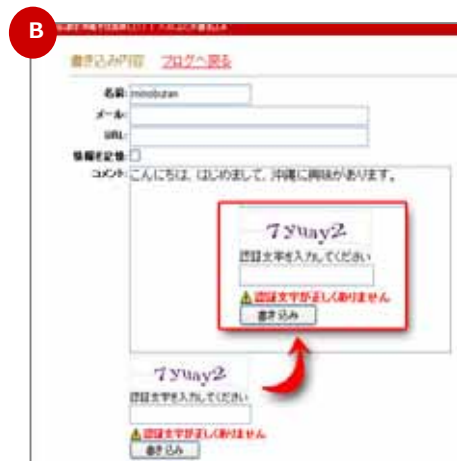 B
書き込み内容 ブログへ戻る
名前: minobutan
メール:
URL:
情報を記憶:
コメント: こんにちは、はじめまして、沖縄に興味があります。
7yuay2
認証文字を入力してください
認証文字が正しくありません
書き込み
7yuay2
認証文字を入力してください
認証文字が正しくありません
書き込み